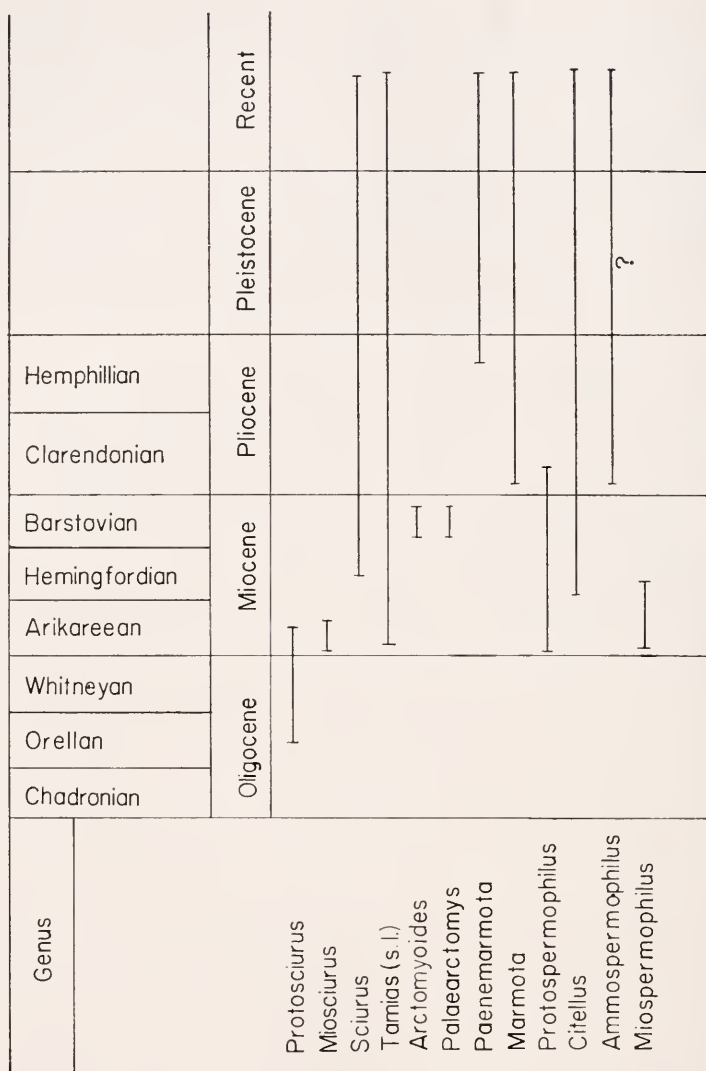 Recent
Pleistocene
Hemphillian
Pliocene
Clarendonian
Barstovian
Miocene
Hemingfordian
Arikareean
Whitneyan
Oligocene
Orellan
Chadronian
?
Genus
Protosciurus
Miosciurus
Sciurus
Tamias (s. l.)
Arctomyoides
Palaearctomys
Paenemarmota
Marmota
Protospermophilus
Citellus
Ammospermophilus
Miospermophilus